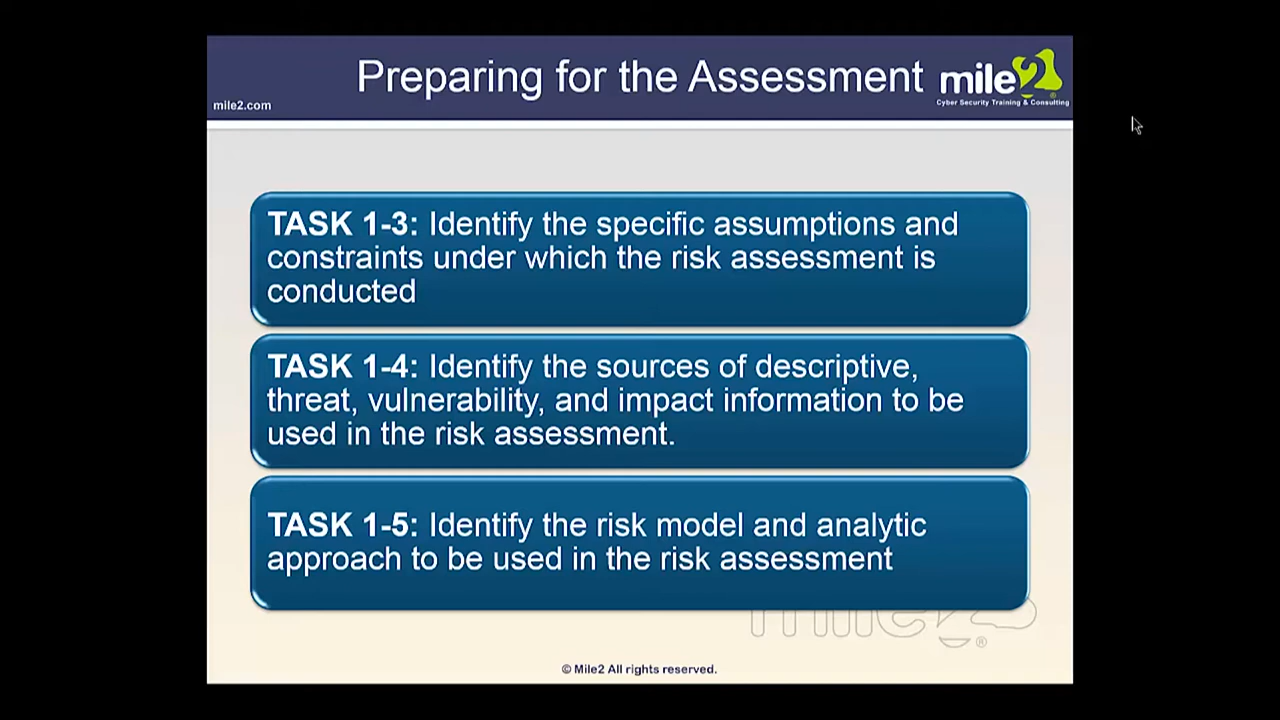 Preparing for the Assessment
mile2
Cyber Security Training & Consulting
mile2.com
TASK 1-3: Identify the specific assumptions and
constraints under which the risk assessment is
conducted
TASK 1-4: Identify the sources of descriptive,
threat, vulnerability, and impact information to be
used in the risk assessment.
TASK 1-5: Identify the risk model and analytic
approach to be used in the risk assessment
mile2®
© Mile2 All rights reserved.